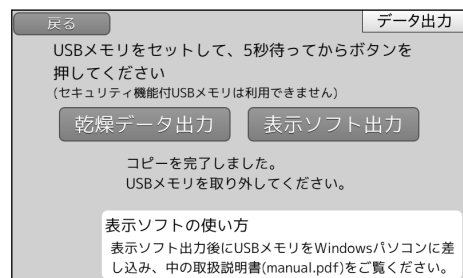 戻る
データ出力
USBメモリをセットして、5秒待ってからボタンを
押してください
(セキュリティ機能付USBメモリは利用できません)
乾燥データ出力
表示ソフト出力
コピーを完了しました。
USBメモリを取り外してください。
表示ソフトの使い方
表示ソフト出力後にUSBメモリをWindowsパソコンに差
し込み、中の取扱説明書(manual.pdf)をご覧ください。